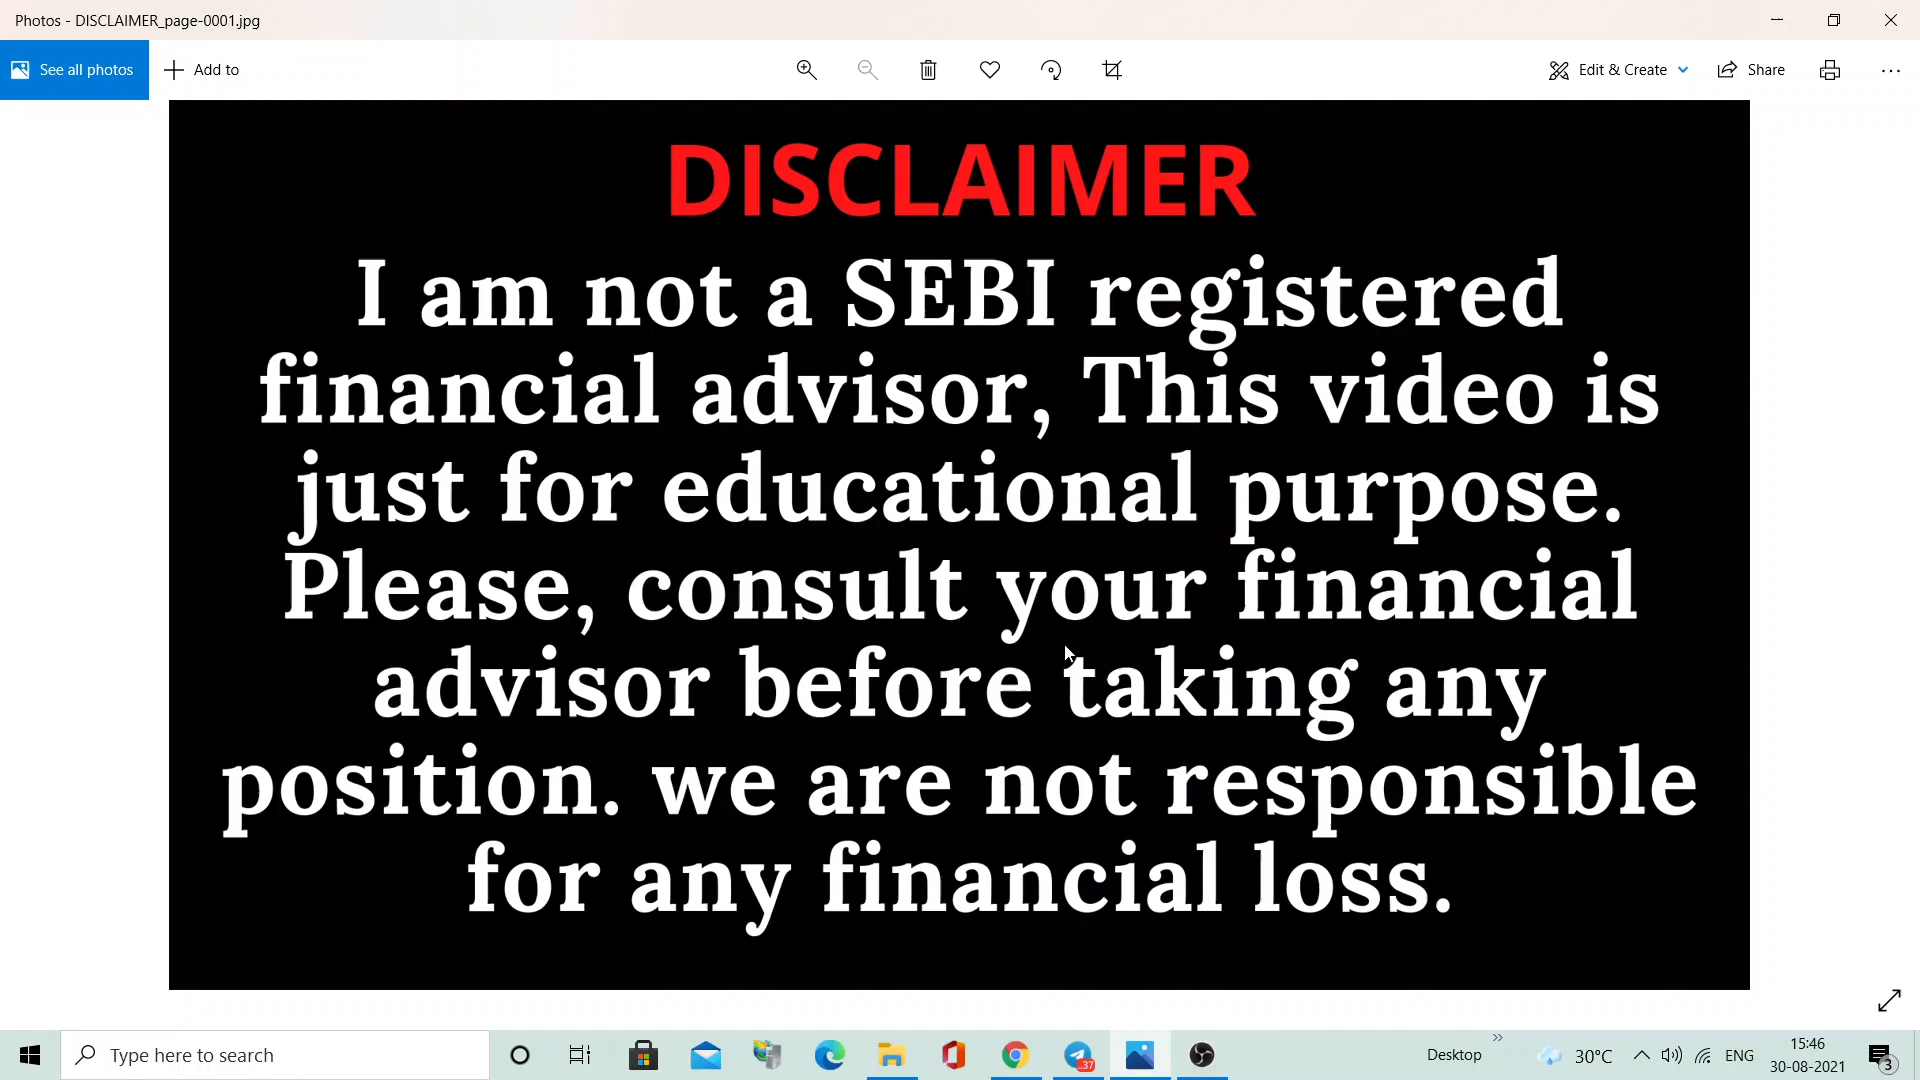 Photos - DISCLAIMER_page-0001.jpg
See all photos
Add to
Edit & Create
Share
DISCLAIMER
I am not a SEBI registered
financial advisor, This video is
just for educational purpose.
Please, consult your financial
advisor before taking any
position. we are not responsible
for any financial loss.
Type here to search
..37
Desktop
30°C
ENG
15:46
30-08-2021
3